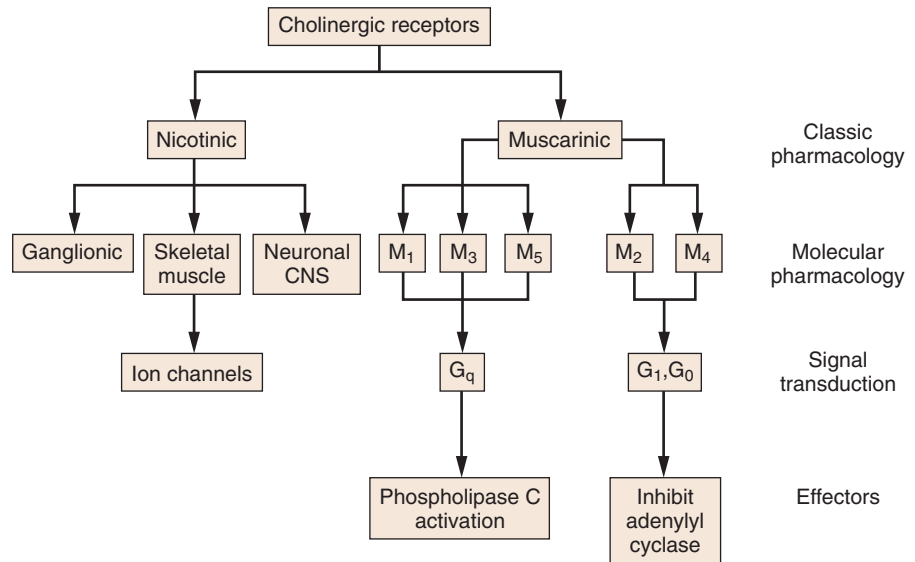 Cholinergic receptors
Nicotinic
Muscarinic
Classic
pharmacology
Ganglionic
Skeletal
muscle
Neuronal
CNS
M₁
M₃
M₅
M₂
M₄
Molecular
pharmacology
Ion channels
Gq
G₁,G₀
Signal
transduction
Phospholipase C
activation
Inhibit
adenylyl
cyclase
Effectors